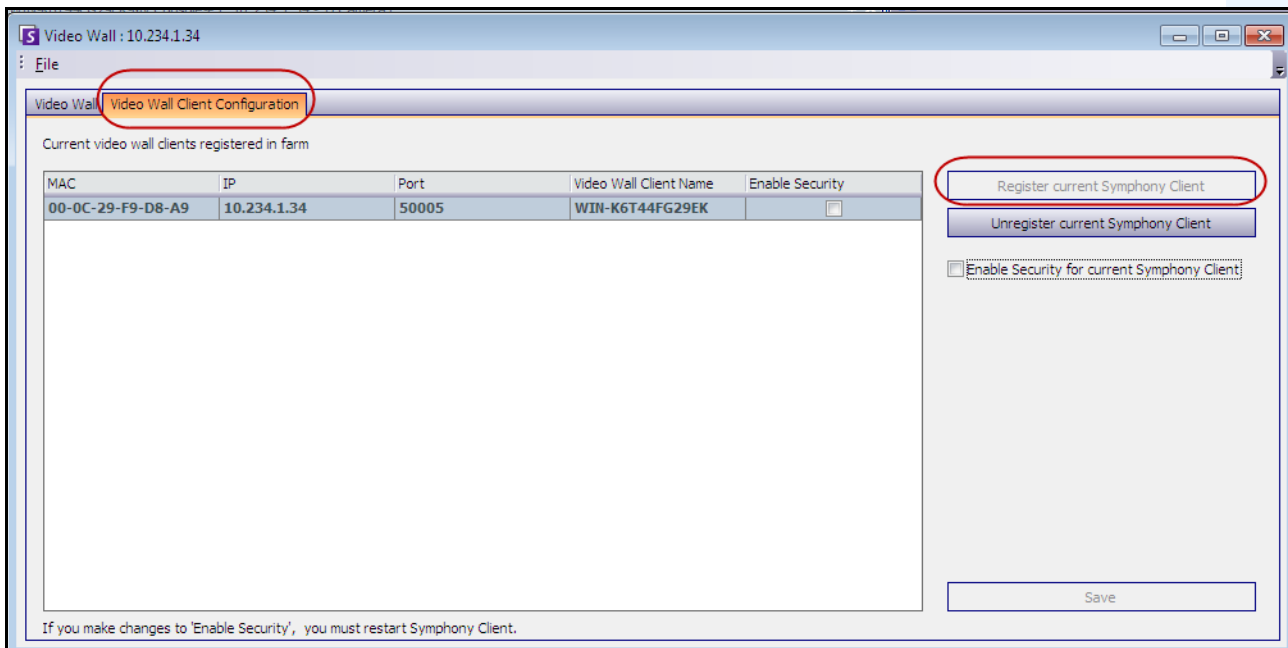 Video Wall : 10.234.1.34
File
Video Wall Video Wall Client Configuration
Current video wall clients registered in farm
MAC IP Port Video Wall Client Name Enable Security
00-0C-29-F9-D8-A9 10.234.1.34 50005 WIN-K6T44FG29EK
Register current Symphony Client
Unregister current Symphony Client
Enable Security for current Symphony Client
Save
If you make changes to 'Enable Security', you must restart Symphony Client.